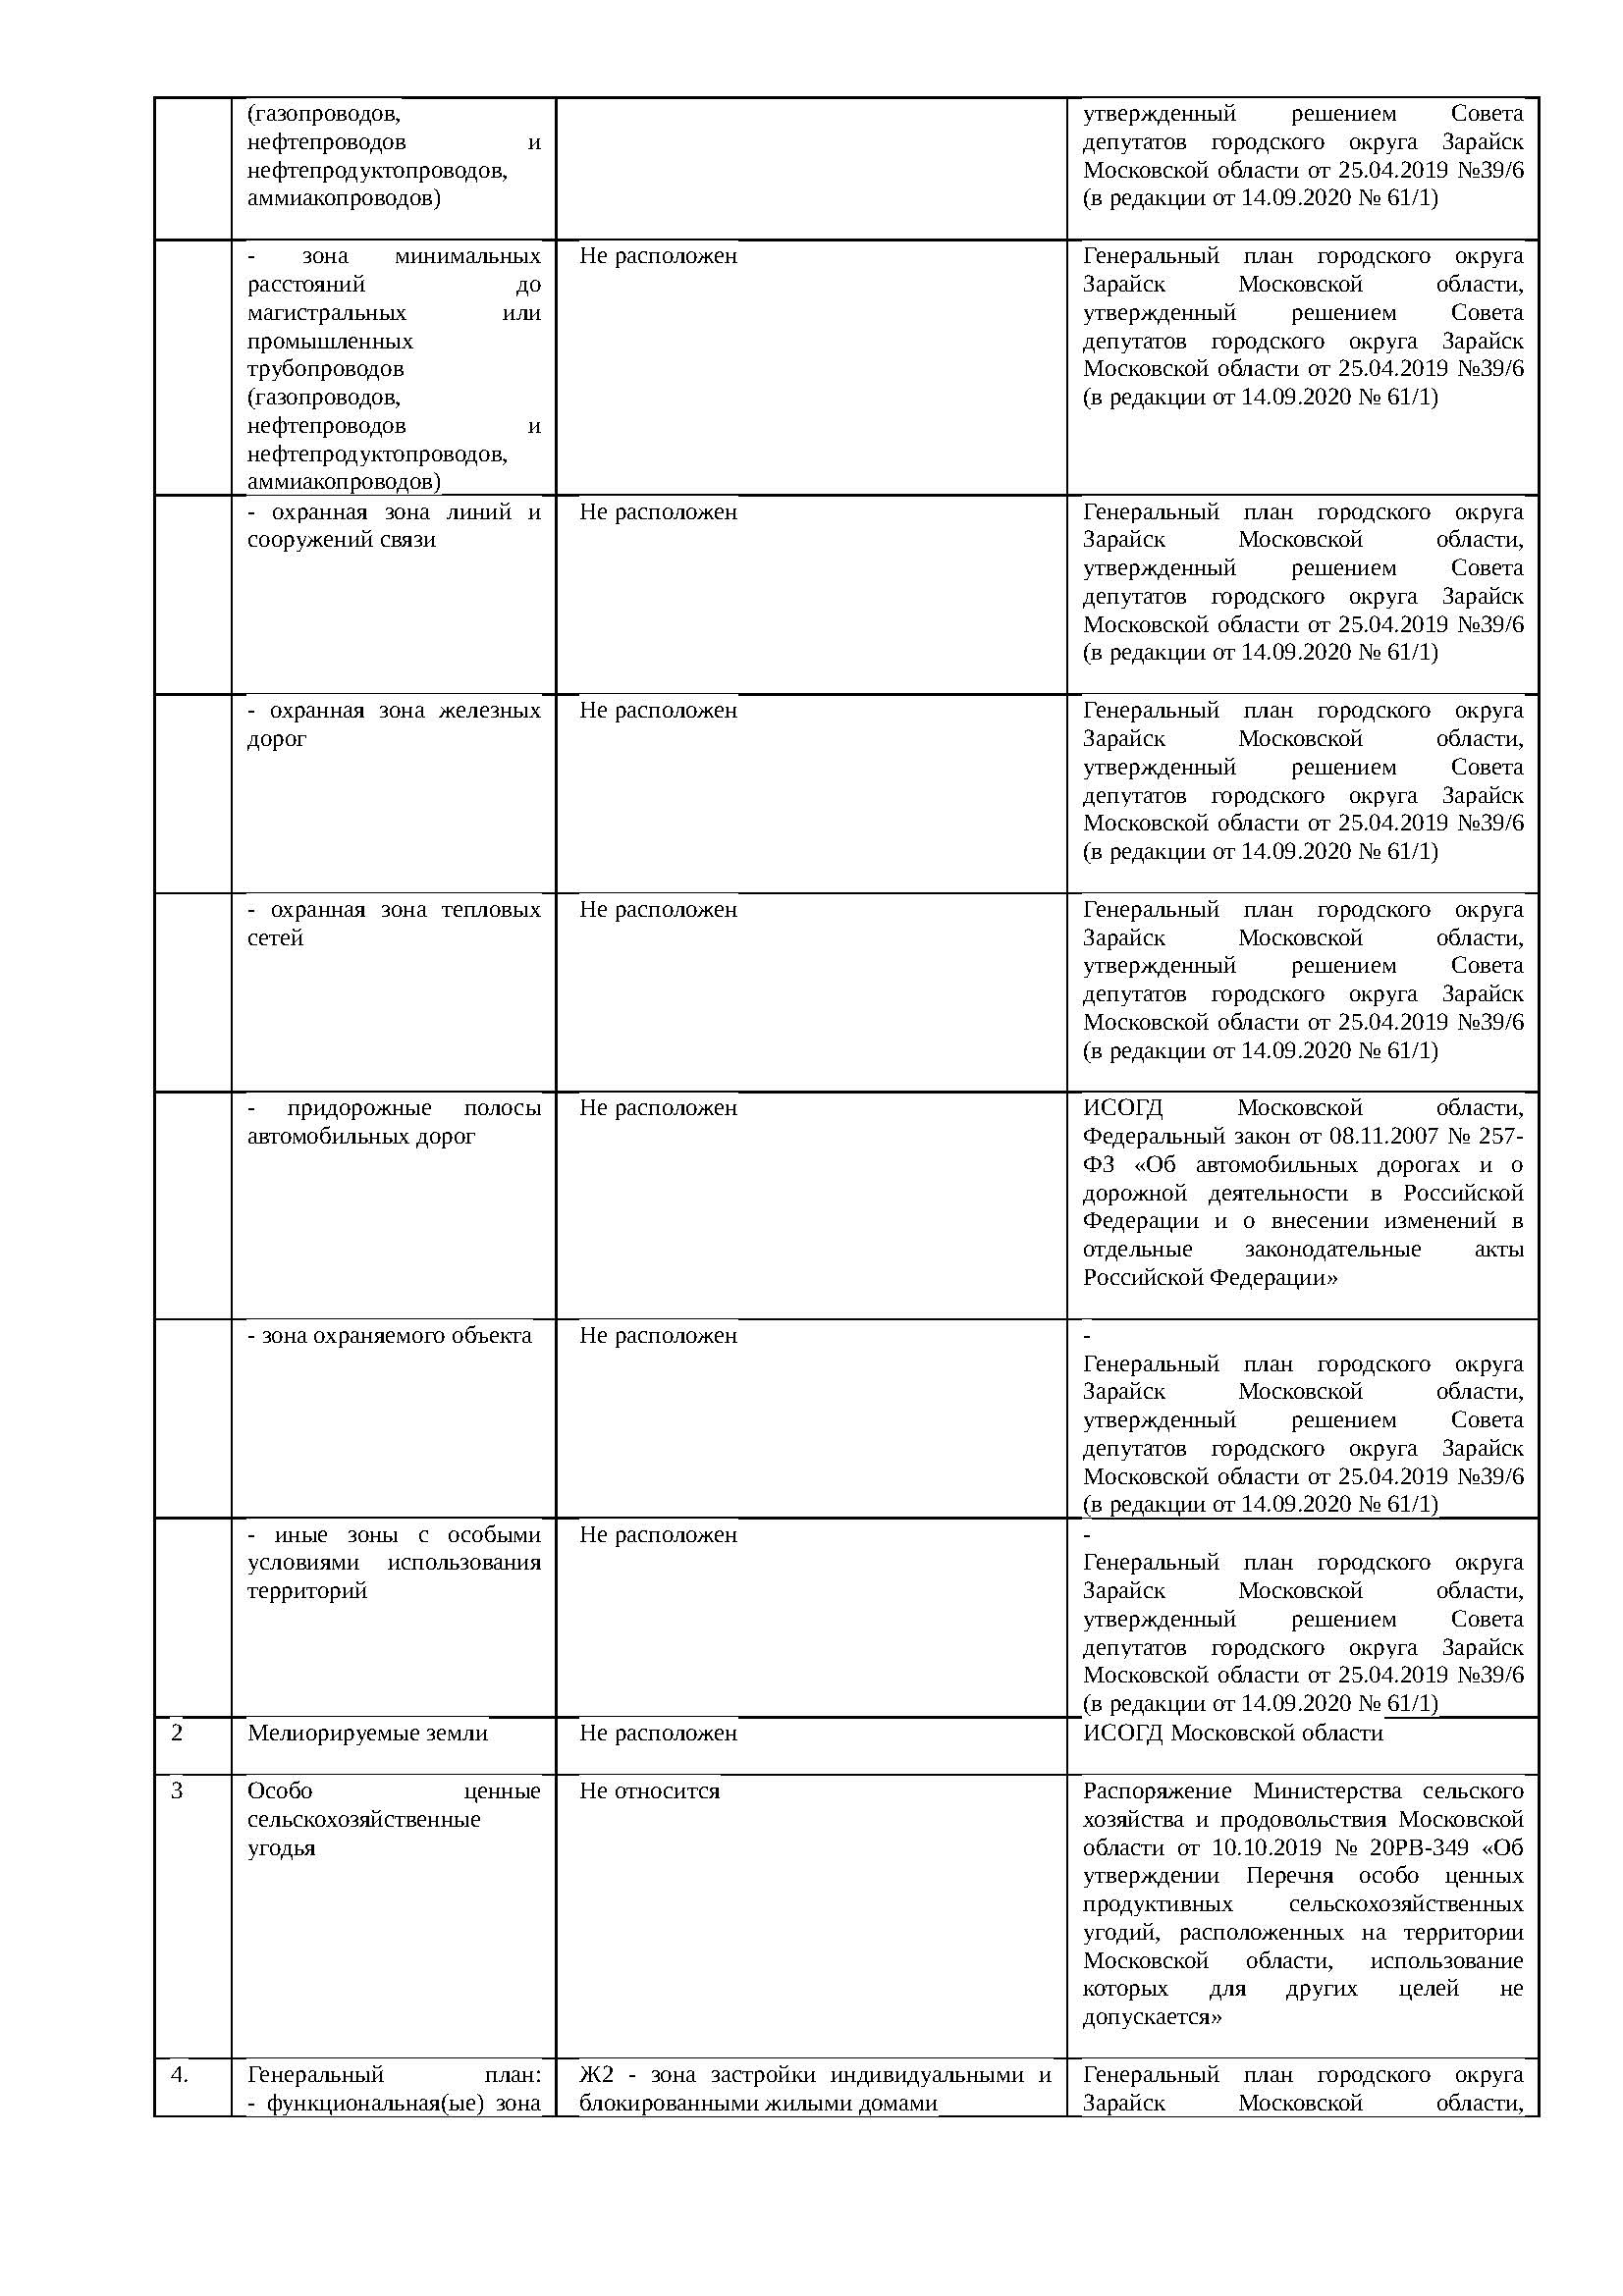 (газопроводов,
нефтепроводов и
нефтепродуктопроводов,
аммиакопроводов)
утвержденный решением Совета
депутатов городского округа Зарайск
Московской области от 25.04.2019 №39/6
(в редакции от 14.09.2020 № 61/1)
- зона минимальных
расстояний до
магистральных или
промышленных
трубопроводов
(газопроводов,
нефтепроводов и
нефтепродуктопроводов,
аммиакопроводов)
Не расположен
Генеральный план городского округа
Зарайск Московской области,
утвержденный решением Совета
депутатов городского округа Зарайск
Московской области от 25.04.2019 №39/6
(в редакции от 14.09.2020 № 61/1)
- охранная зона линий и
сооружений связи
Не расположен
Генеральный план городского округа
Зарайск Московской области,
утвержденный решением Совета
депутатов городского округа Зарайск
Московской области от 25.04.2019 №39/6
(в редакции от 14.09.2020 № 61/1)
- охранная зона железных
дорог
Не расположен
Генеральный план городского округа
Зарайск Московской области,
утвержденный решением Совета
депутатов городского округа Зарайск
Московской области от 25.04.2019 №39/6
(в редакции от 14.09.2020 № 61/1)
- охранная зона тепловых
сетей
Не расположен
Генеральный план городского округа
Зарайск Московской области,
утвержденный решением Совета
депутатов городского округа Зарайск
Московской области от 25.04.2019 №39/6
(в редакции от 14.09.2020 № 61/1)
- придорожные полосы
автомобильных дорог
Не расположен
ИСОГД Московской области,
Федеральный закон от 08.11.2007 № 257-
ФЗ «Об автомобильных дорогах и о
дорожной деятельности в Российской
Федерации и о внесении изменений в
отдельные законодательные акты
Российской Федерации»
- зона охраняемого объекта
Не расположен
-
Генеральный план городского округа
Зарайск Московской области,
утвержденный решением Совета
депутатов городского округа Зарайск
Московской области от 25.04.2019 №39/6
(в редакции от 14.09.2020 № 61/1)
- иные зоны с особыми
условиями использования
территорий
Не расположен
-
Генеральный план городского округа
Зарайск Московской области,
утвержденный решением Совета
депутатов городского округа Зарайск
Московской области от 25.04.2019 №39/6
(в редакции от 14.09.2020 № 61/1)
2
Мелиорируемые земли
Не расположен
ИСОГД Московской области
3
Особо ценные
сельскохозяйственные
угодья
Не относится
Распоряжение Министерства сельского
хозяйства и продовольствия Московской
области от 10.10.2019 № 20РВ-349 «Об
утверждении Перечня особо ценных
продуктивных сельскохозяйственных
угодий, расположенных на территории
Московской области, использование
которых для других целей не
допускается»
4.
Генеральный план:
- функциональная(ые) зона
Ж2 - зона застройки индивидуальными и
блокированными жилыми домами
Генеральный план городского округа
Зарайск Московской области,